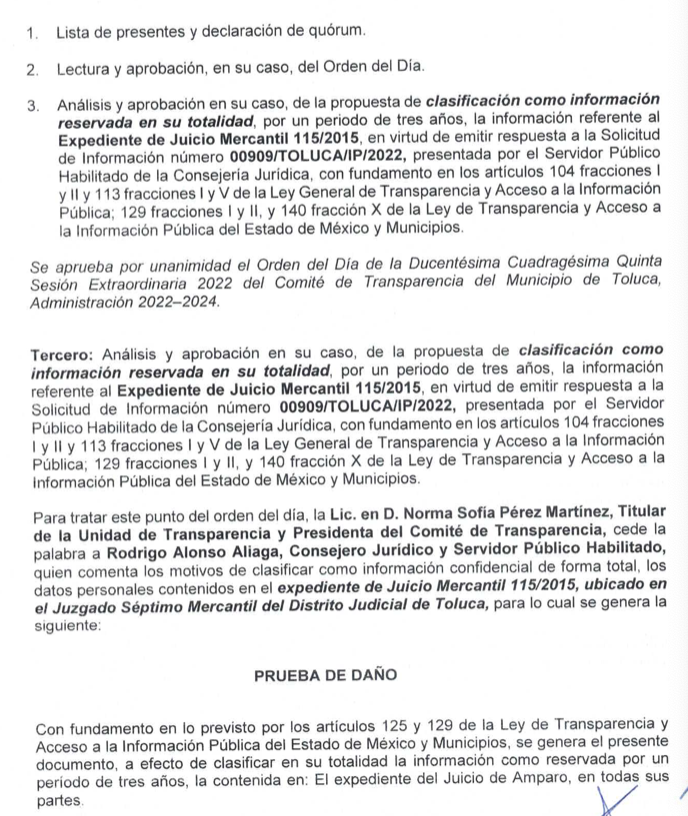 1. Lista de presentes y declaración de quórum.
2. Lectura y aprobación, en su caso, del Orden del Día.
3. Análisis y aprobación en su caso, de la propuesta de clasificación como información
reservada en su totalidad, por un periodo de tres años, la información referente al
Expediente de Juicio Mercantil 115/2015, en virtud de emitir respuesta a la Solicitud
de Información número 00909/TOLUCA/IP/2022, presentada por el Servidor Público
Habilitado de la Consejería Jurídica, con fundamento en los artículos 104 fracciones I
y II y 113 fracciones I y V de la Ley General de Transparencia y Acceso a la Información
Pública; 129 fracciones I y II, y 140 fracción X de la Ley de Transparencia y Acceso a
la Información Pública del Estado de México y Municipios.
Se aprueba por unanimidad el Orden del Día de la Ducentésima Cuadragésima Quinta
Sesión Extraordinaria 2022 del Comité de Transparencia del Municipio de Toluca,
Administración 2022–2024.
Tercero: Análisis y aprobación en su caso, de la propuesta de clasificación como
información reservada en su totalidad, por un periodo de tres años, la información
referente al Expediente de Juicio Mercantil 115/2015, en virtud de emitir respuesta a la
Solicitud de Información número 00909/TOLUCA/IP/2022, presentada por el Servidor
Público Habilitado de la Consejería Jurídica, con fundamento en los artículos 104 fracciones
I y II y 113 fracciones I y V de la Ley General de Transparencia y Acceso a la Información
Pública; 129 fracciones I y II, y 140 fracción X de la Ley de Transparencia y Acceso a la
Información Pública del Estado de México y Municipios.
Para tratar este punto del orden del día, la Lic. en D. Norma Sofía Pérez Martínez, Titular
de la Unidad de Transparencia y Presidenta del Comité de Transparencia, cede la
palabra a Rodrigo Alonso Aliaga, Consejero Jurídico y Servidor Público Habilitado,
quien comenta los motivos de clasificar como información confidencial de forma total, los
datos personales contenidos en el expediente de Juicio Mercantil 115/2015, ubicado en
el Juzgado Séptimo Mercantil del Distrito Judicial de Toluca, para lo cual se genera la
siguiente:
PRUEBA DE DAÑO
Con fundamento en lo previsto por los artículos 125 y 129 de la Ley de Transparencia y
Acceso a la Información Pública del Estado de México y Municipios, se genera el presente
documento, a efecto de clasificar en su totalidad la información como reservada por un
período de tres años, la contenida en: El expediente del Juicio de Amparo, en todas sus
partes.